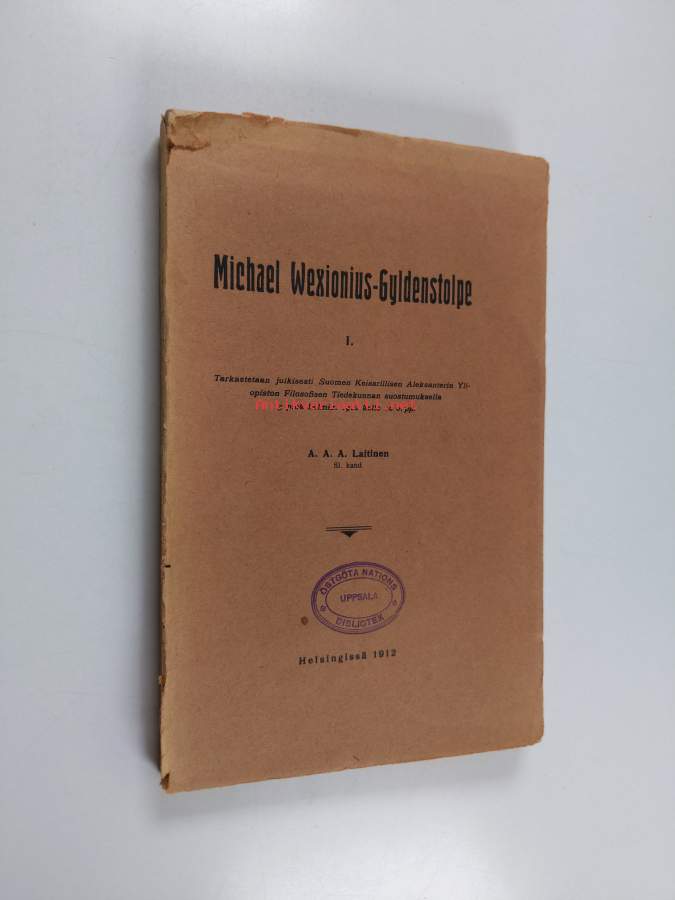 Michael Wexionius-Gyldenstolpe
I.
Tarkastetaan julkisesti Suomen Keisarillisen Aleksanterin Yli-
opiston Filosofisen Tiedekunnan suostumuksella
A. A. A. Laitinen
fil. kand.
ÖSTGÖTA NATIONS
UPPSALA
BIBLIOTEK
Helsingissä 1912